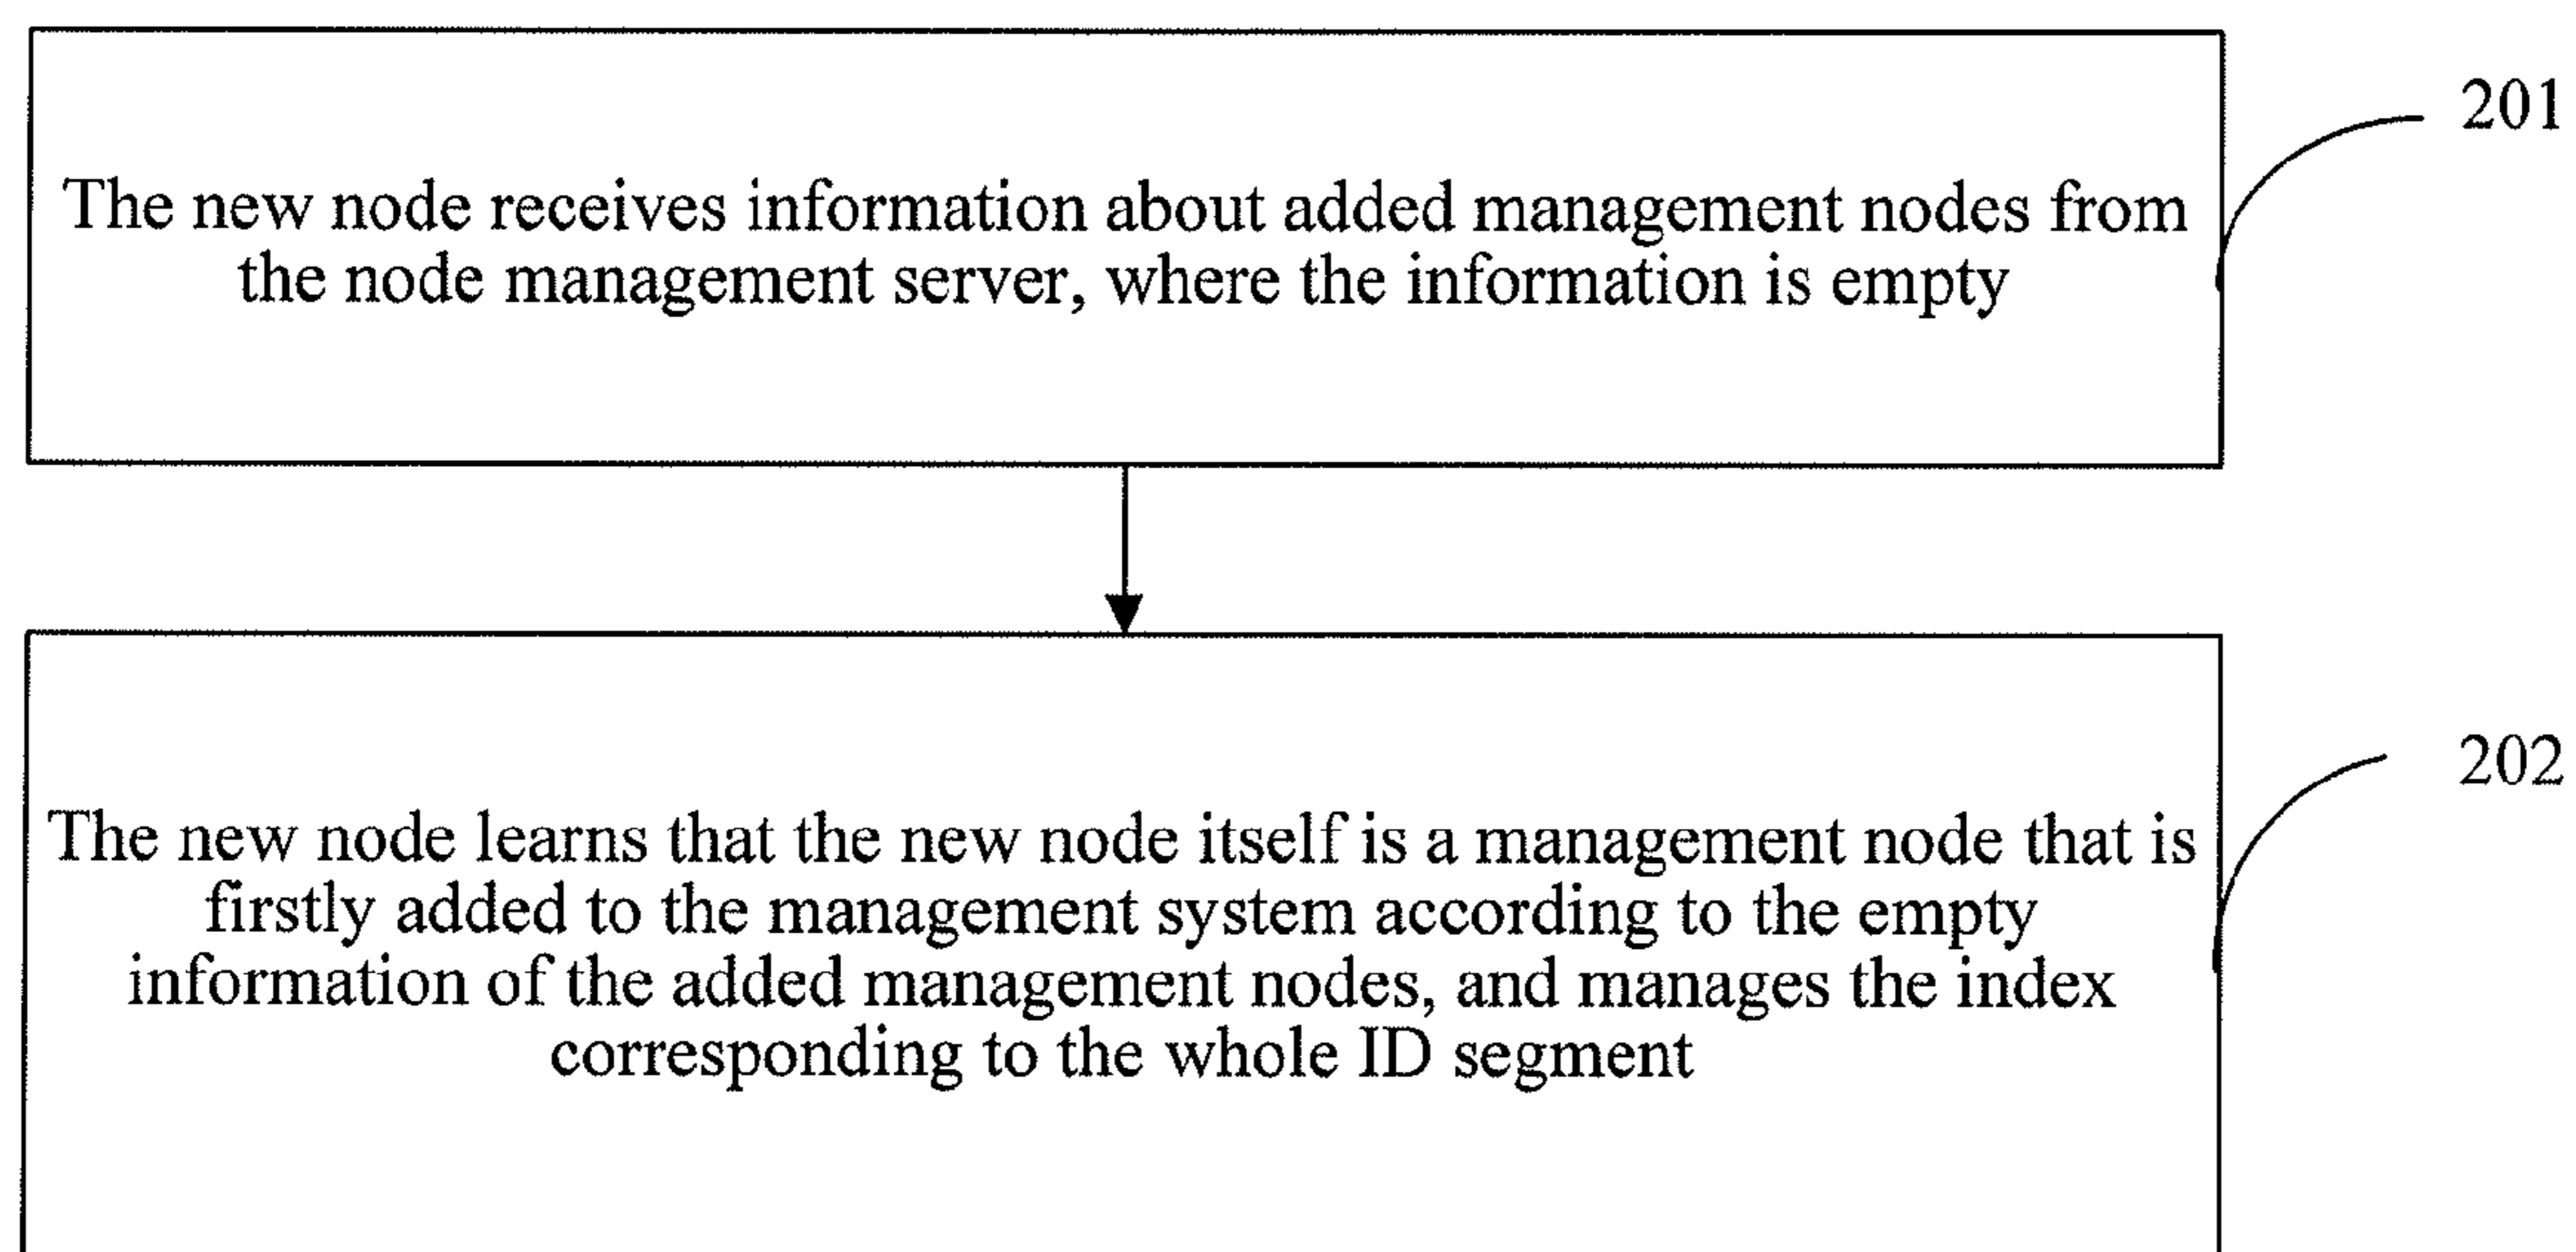 201
The new node receives information about added management nodes from
the node management server, where the information is empty
202
The new node learns that the new node itself is a management node that is
firstly added to the management system according to the empty
information of the added management nodes, and manages the index
corresponding to the whole ID segment